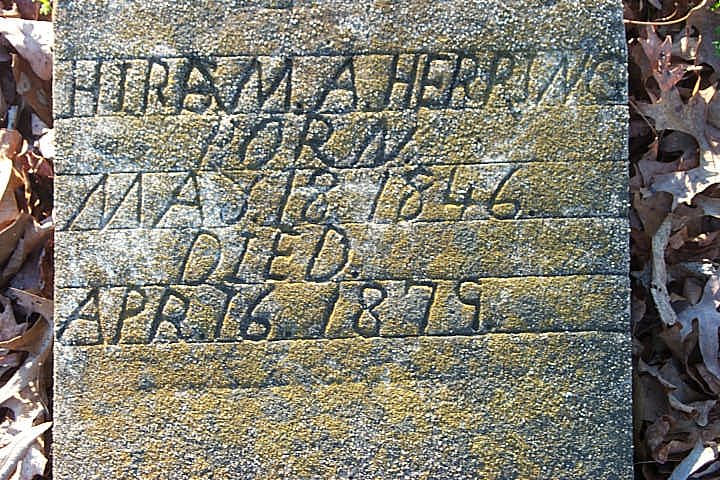 HIRAM. A. HERRING
BORN
MAY. 18. 1846
DIED.
APR 16 1879